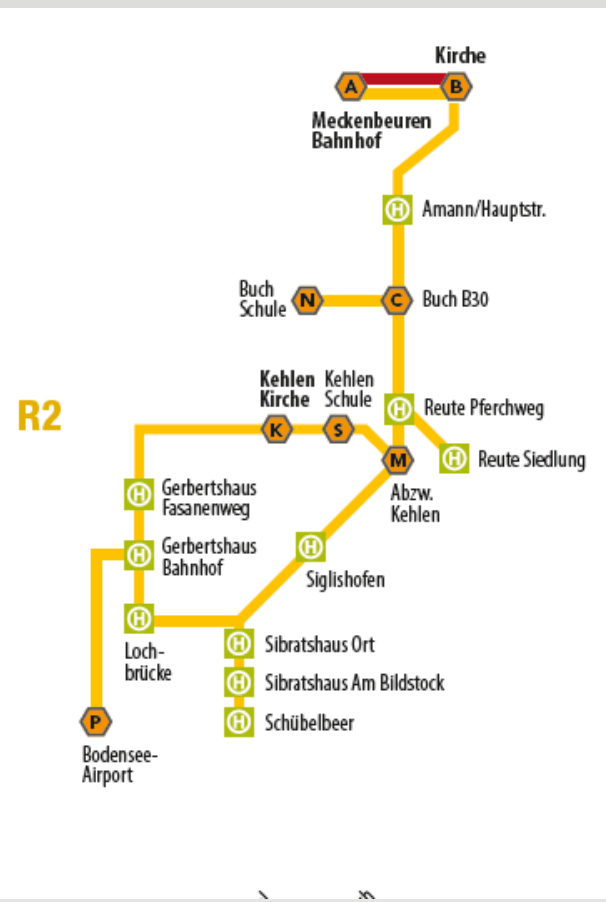 Kirche
A
B
Meckenbeuren
Bahnhof
H
Amann/Hauptstr.
Buch
Schule
N
C
Buch B30
Kehlen
Kirche
Kehlen
Schule
H
Reute Pferchweg
R2
K
S
M
H
Reute Siedlung
Abzw.
Kehlen
H
Gerbertshaus
Fasanenweg
H
Gerbertshaus
Bahnhof
H
Siglishofen
H
Loch-
brücke
H
Sibratshaus Ort
H
Sibratshaus Am Bildstock
P
H
Schübelbeer
Bodensee-
Airport